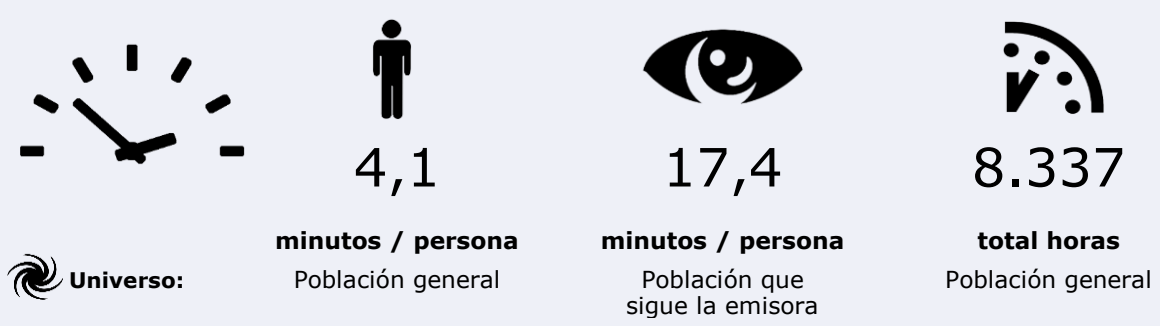 4,1
17,4
8.337
minutos / persona
minutos / persona
total horas
Universo:
Población general
Población que
sigue la emisora
Población general